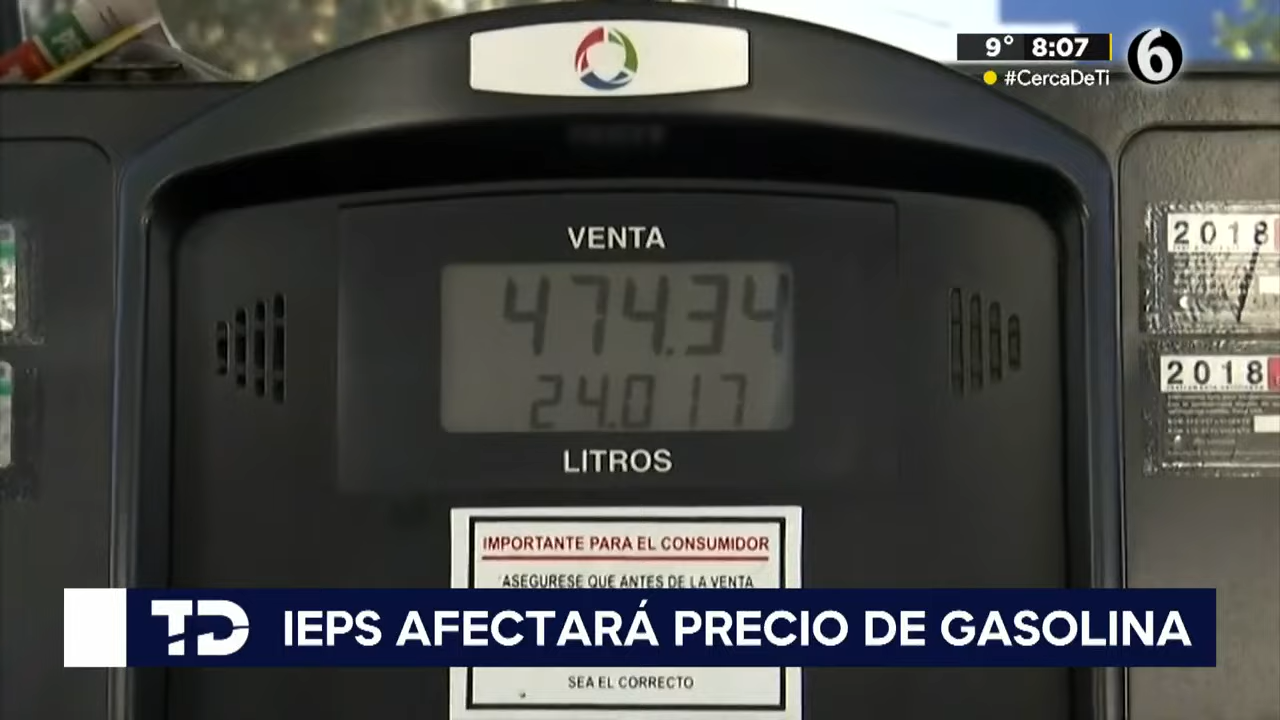 9° 8:07
6
#CercaDeTi
2018
VENTA
474.34
24.017
2018
LITROS
IMPORTANTE PARA EL CONSUMIDOR
ASEGURESE QUE ANTES DE LA VENTA
TD IEPS AFECTARÁ PRECIO DE GASOLINA
SEA EL CORRECTO